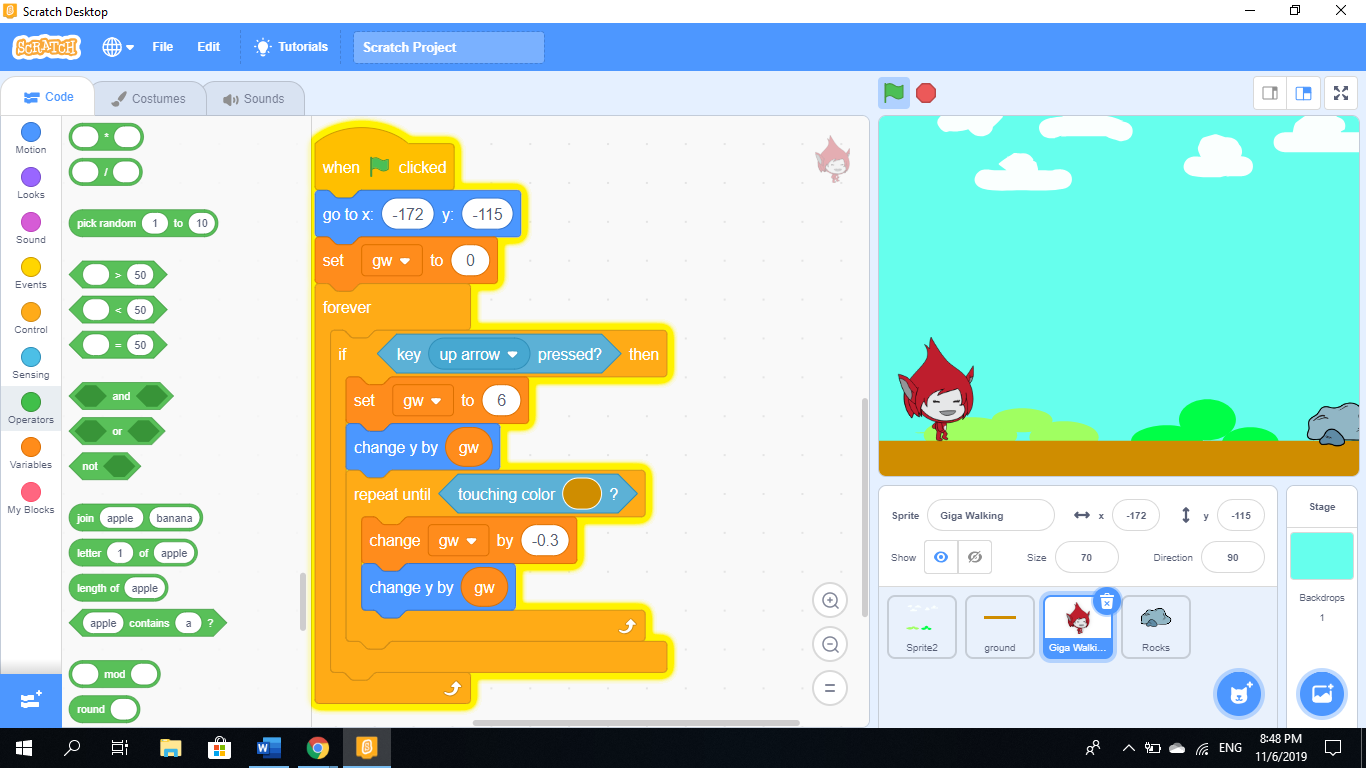 Scratch Desktop
SCRATCH File Edit Tutorials Scratch Project
Code Costumes Sounds
Motion
Looks
Sound
Events
Control
Sensing
Operators
Variables
My Blocks
*
/
pick random 1 to 10
> 50
< 50
= 50
and
or
not
join apple banana
letter 1 of apple
length of apple
apple contains a ?
mod
round
when clicked
go to x: -172 y: -115
set gw to 0
forever
if key up arrow pressed? then
set gw to 6
change y by gw
repeat until touching color ?
change gw by -0.3
change y by gw
Sprite Giga Walking x -172 y -115
Show Size 70 Direction 90
Sprite2 ground Giga Walki... Rocks
Stage
Backdrops
1
ENG
8:48 PM
11/6/2019